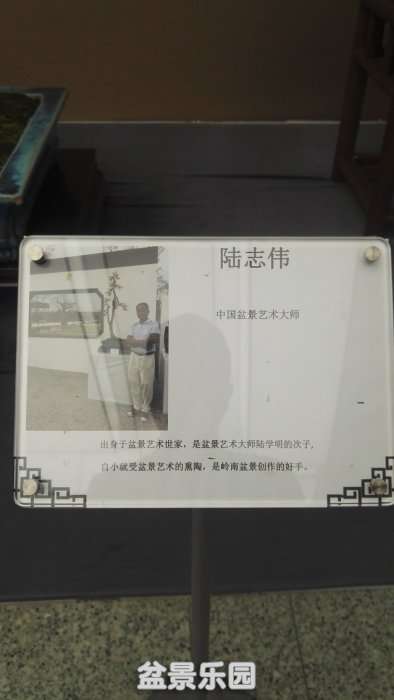 陆志伟
中国盆景艺术大师
出身于盆景艺术世家，是盆景艺术大师陆学明的次子,
自小就受盆景艺术的熏陶，是岭南盆景创作的好手。
盆景乐园